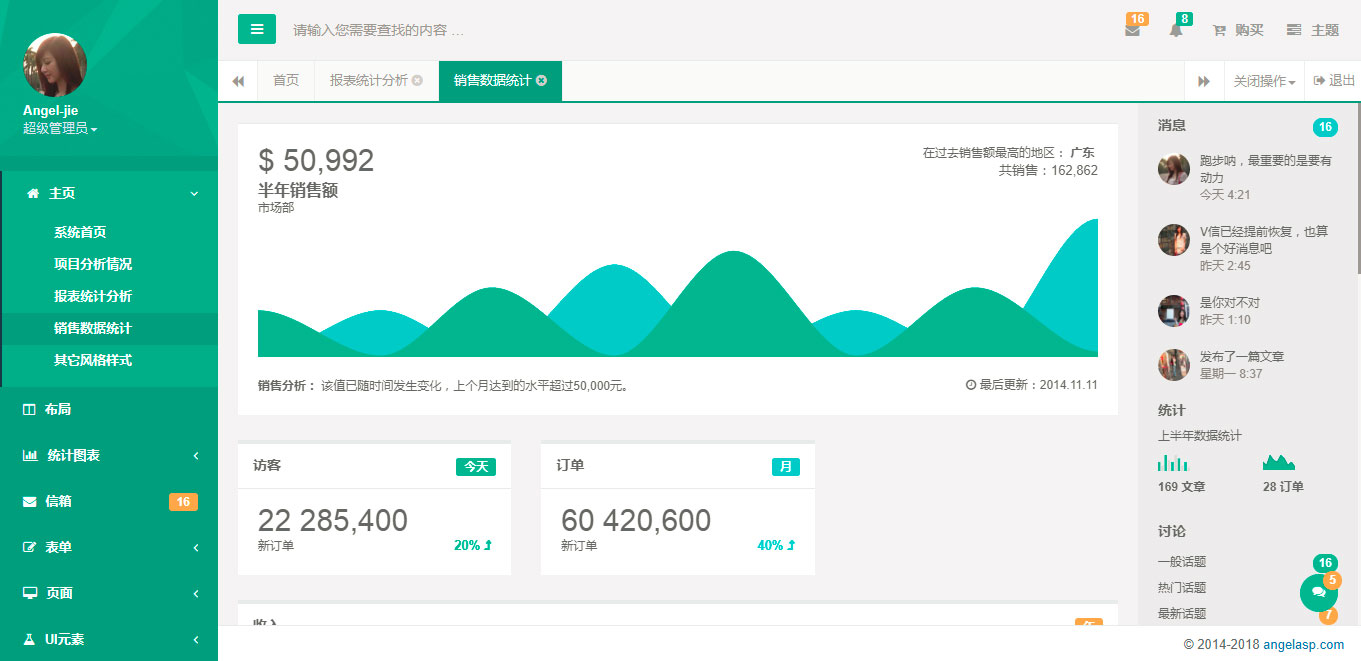 Angel-jie
超级管理员
主页
系统首页
项目分析情况
报表统计分析
销售数据统计
其它风格样式
布局
统计图表
信箱 16
表单
页面
UI元素
请输入您需要查找的内容 …
16
8
购买
主题
首页
报表统计分析
销售数据统计
关闭操作
退出
$ 50,992
半年销售额
市场部
在过去销售额最高的地区： 广东
共销售：162,862
销售分析： 该值已随时间发生变化，上个月达到的水平超过50,000元。
最后更新：2014.11.11
访客 今天
22 285,400
新订单 20%
订单 月
60 420,600
新订单 40%
收入 年
消息 16
跑步呐，最重要的是要有
动力
今天 4:21
V信已经提前恢复，也算
是个好消息吧
昨天 2:45
是你对不对
昨天 1:10
发布了一篇文章
星期一 8:37
统计
上半年数据统计
169 文章
28 订单
讨论
一般话题 16
热门话题
5
最新话题 7
© 2014-2018 angelasp.com